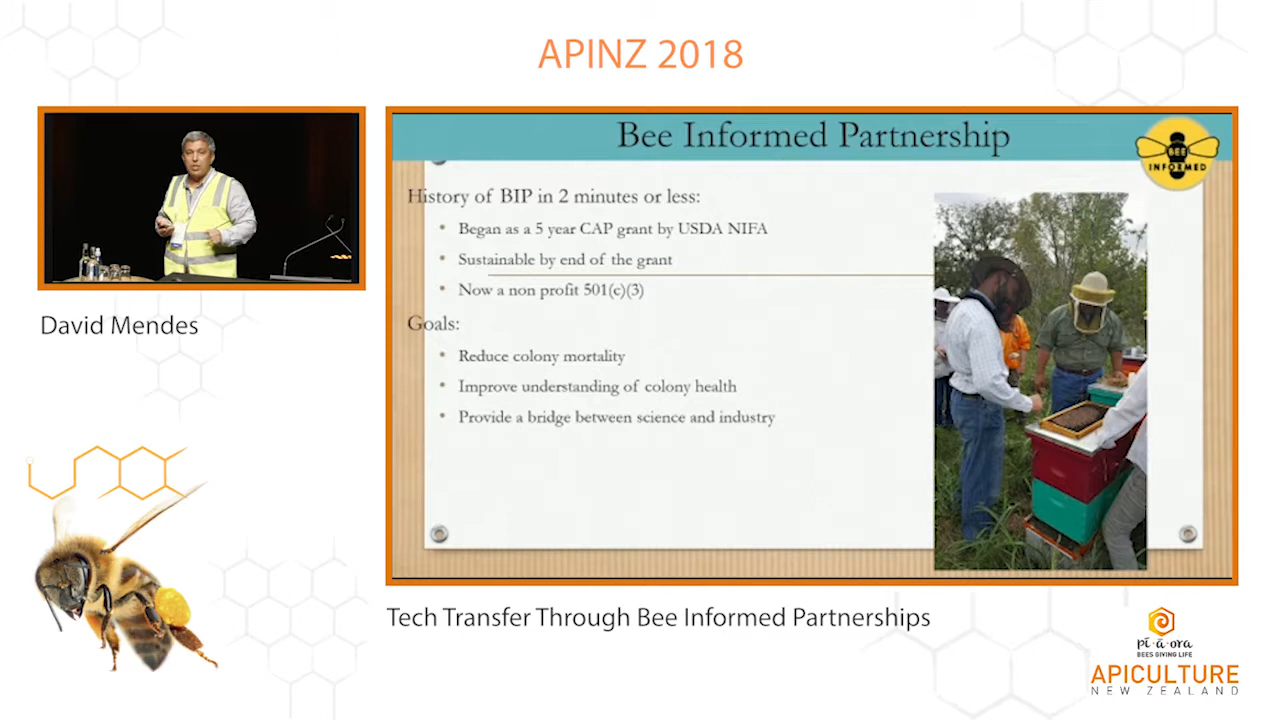 APINZ 2018
David Mendes
Bee Informed Partnership
BEE
INFORMED
History of BIP in 2 minutes or less:
• Began as a 5 year CAP grant by USDA NIFA
• Sustainable by end of the grant
• Now a non profit 501(c)(3)
Goals:
• Reduce colony mortality
• Improve understanding of colony health
• Provide a bridge between science and industry
Tech Transfer Through Bee Informed Partnerships
pī-ā-ora
BEES GIVING LIFE
APICULTURE
NEW ZEALAND